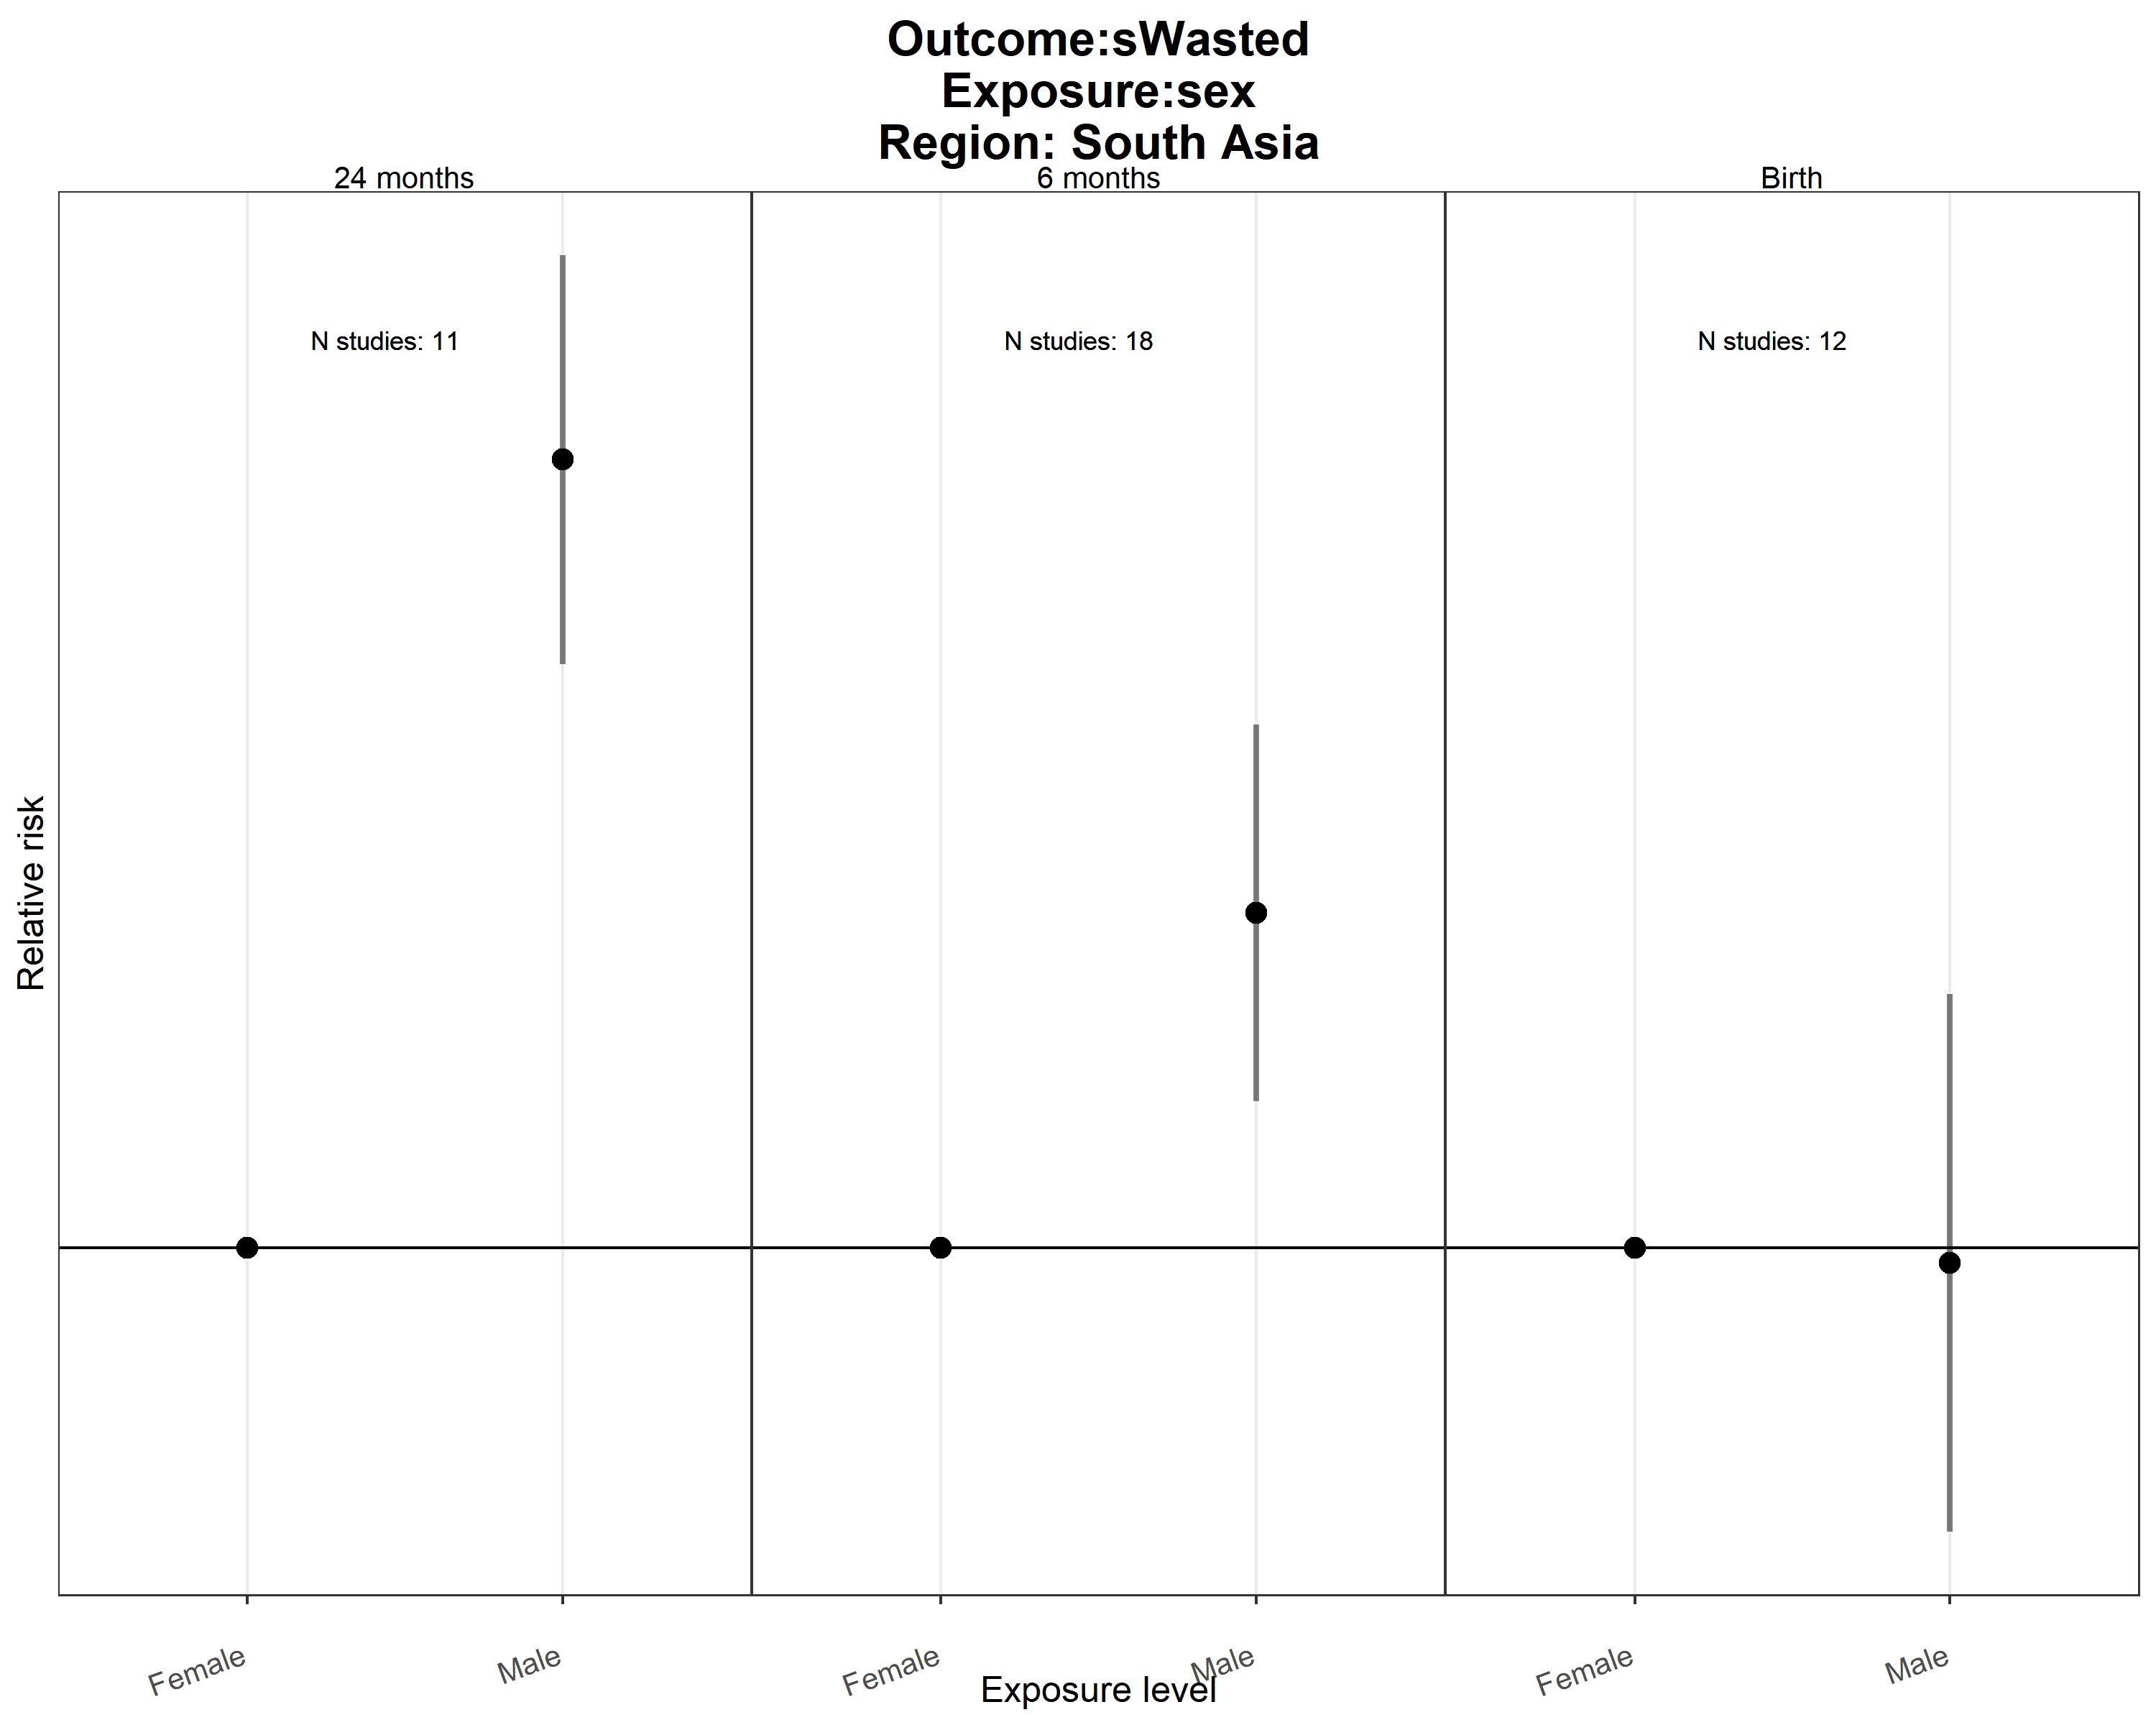 Outcome:sWasted
Exposure:sex
Region: South Asia
24 months
6 months
Birth
N studies: 11
N studies: 18
N studies: 12
Relative risk
Female
Male
Female
Male
Female
Male
Exposure level